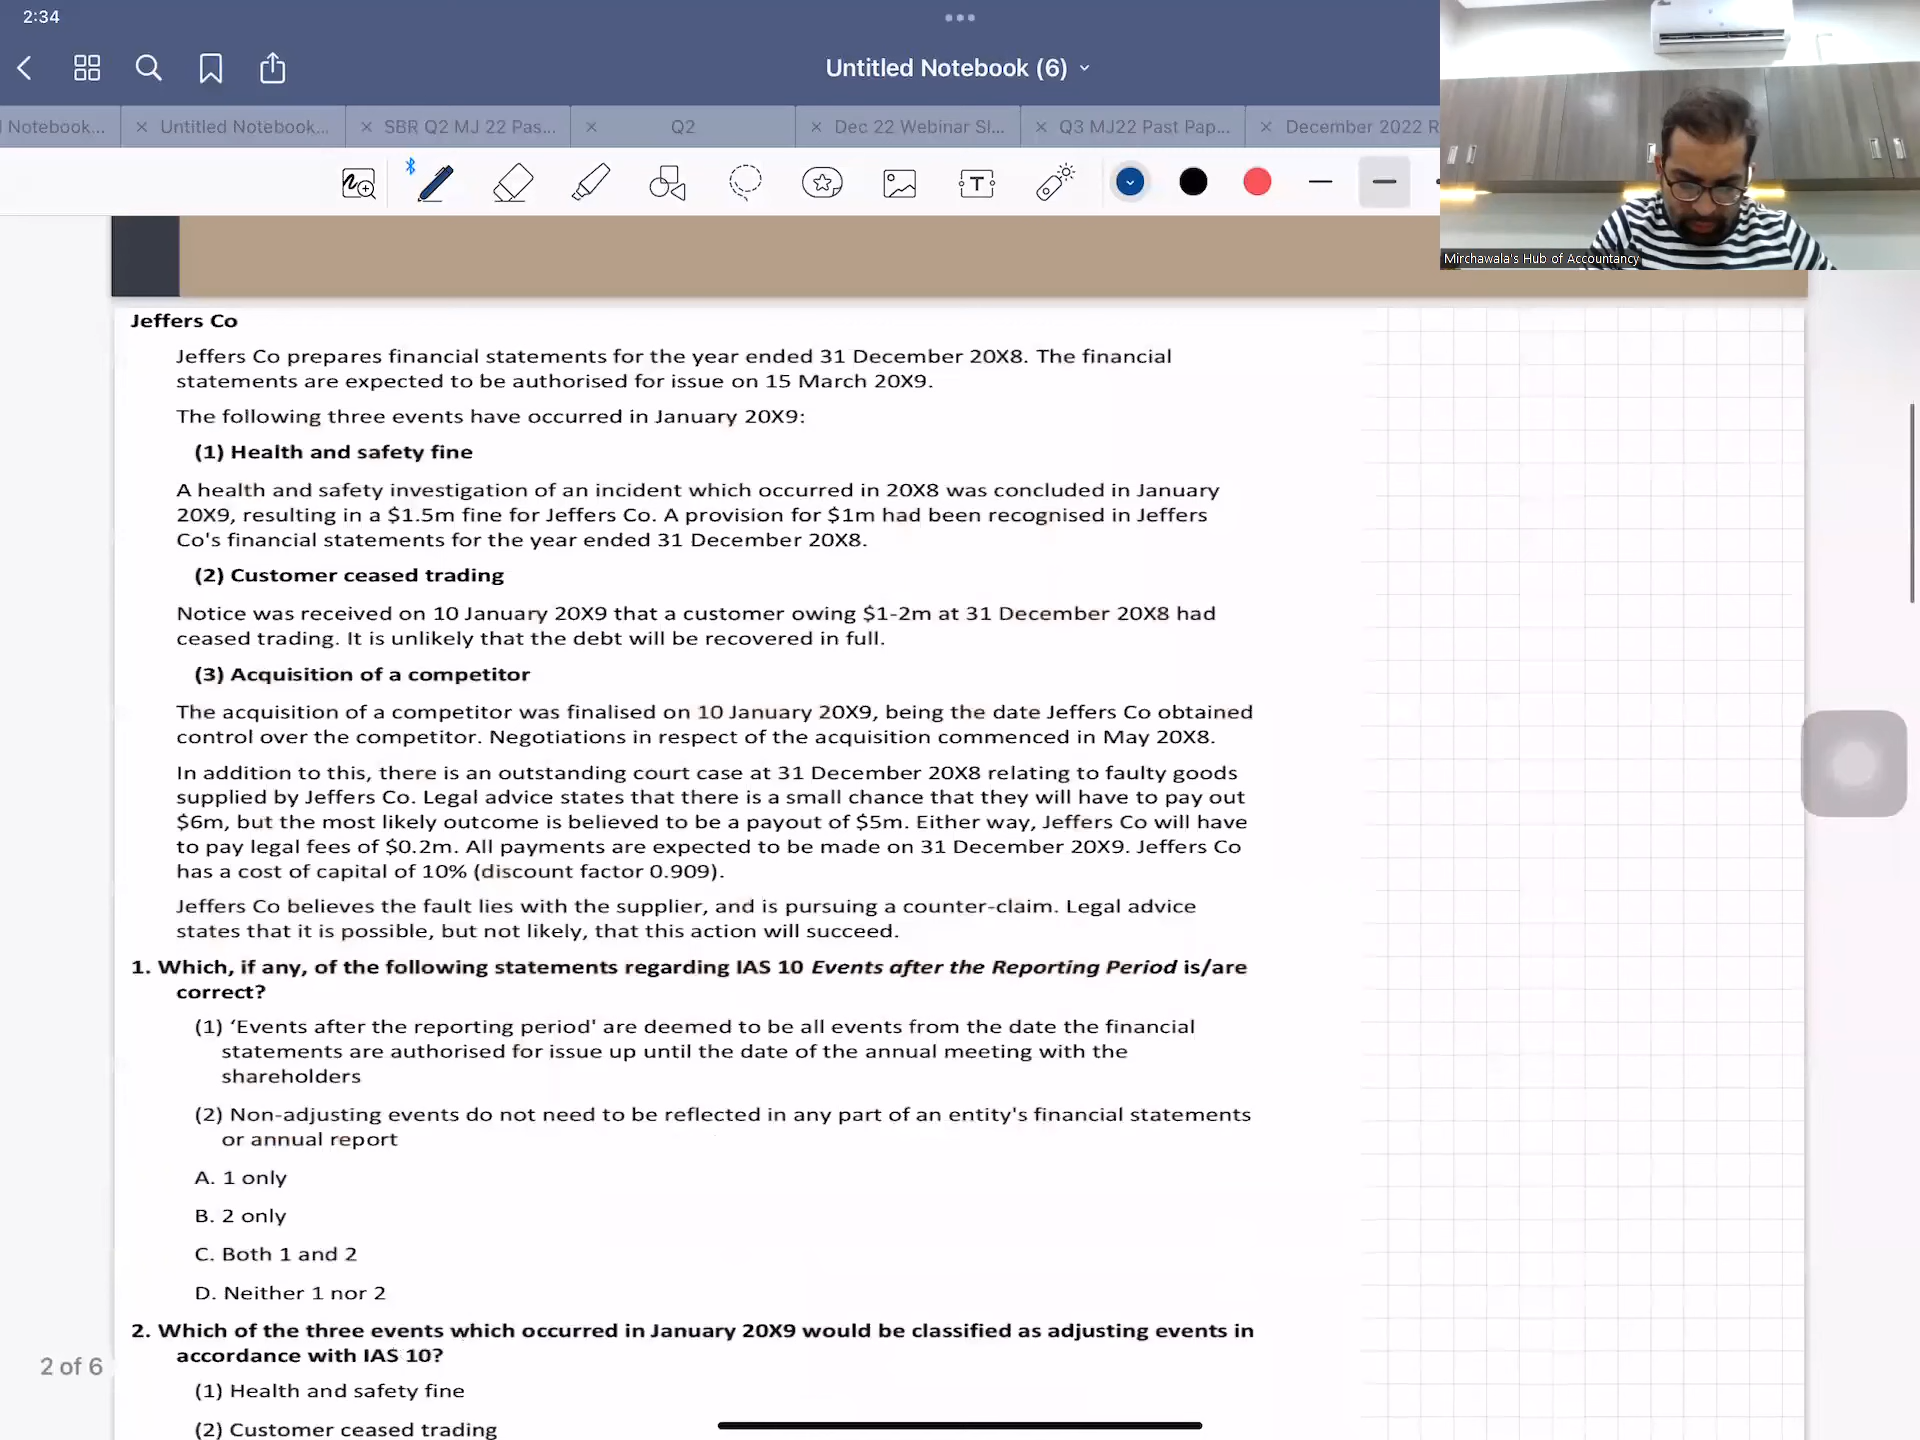 2:34
Untitled Notebook (6)
l Notebook...
Untitled Notebook...
SBR Q2 MJ 22 Pas...
Q2
Dec 22 Webinar Sl...
Q3 MJ22 Past Pap...
December 2022 R
Mirchawala's Hub of Accountancy
Jeffers Co
Jeffers Co prepares financial statements for the year ended 31 December 20X8. The financial
statements are expected to be authorised for issue on 15 March 20X9.
The following three events have occurred in January 20X9:
(1) Health and safety fine
A health and safety investigation of an incident which occurred in 20X8 was concluded in January
20X9, resulting in a $1.5m fine for Jeffers Co. A provision for $1m had been recognised in Jeffers
Co's financial statements for the year ended 31 December 20X8.
(2) Customer ceased trading
Notice was received on 10 January 20X9 that a customer owing $1-2m at 31 December 20X8 had
ceased trading. It is unlikely that the debt will be recovered in full.
(3) Acquisition of a competitor
The acquisition of a competitor was finalised on 10 January 20X9, being the date Jeffers Co obtained
control over the competitor. Negotiations in respect of the acquisition commenced in May 20X8.
In addition to this, there is an outstanding court case at 31 December 20X8 relating to faulty goods
supplied by Jeffers Co. Legal advice states that there is a small chance that they will have to pay out
$6m, but the most likely outcome is believed to be a payout of $5m. Either way, Jeffers Co will have
to pay legal fees of $0.2m. All payments are expected to be made on 31 December 20X9. Jeffers Co
has a cost of capital of 10% (discount factor 0.909).
Jeffers Co believes the fault lies with the supplier, and is pursuing a counter-claim. Legal advice
states that it is possible, but not likely, that this action will succeed.
1. Which, if any, of the following statements regarding IAS 10 Events after the Reporting Period is/are
correct?
(1) ‘Events after the reporting period' are deemed to be all events from the date the financial
statements are authorised for issue up until the date of the annual meeting with the
shareholders
(2) Non-adjusting events do not need to be reflected in any part of an entity's financial statements
or annual report
A. 1 only
B. 2 only
C. Both 1 and 2
D. Neither 1 nor 2
2. Which of the three events which occurred in January 20X9 would be classified as adjusting events in
accordance with IAS 10?
(1) Health and safety fine
(2) Customer ceased trading
2 of 6